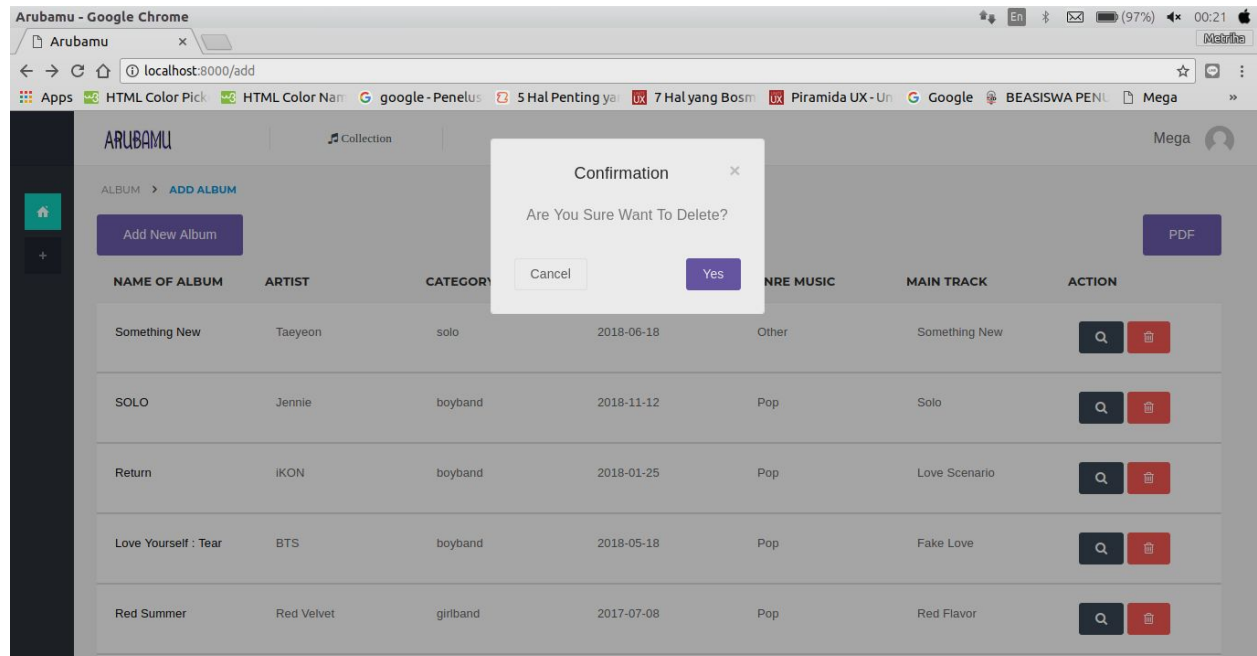 Arubamu - Google Chrome
En (97%) 00:21
Arubamu ×
Metriha
localhost:8000/add
Apps HTML Color Pick HTML Color Nam google - Penelus 5 Hal Penting ya 7 Hal yang Bosm Piramida UX - Un Google BEASISWA PENU Mega »
ARUBAMU Collection Mega
Confirmation ×
ALBUM > ADD ALBUM
Are You Sure Want To Delete?
Add New Album PDF
Cancel Yes
NAME OF ALBUM ARTIST CATEGORY NRE MUSIC MAIN TRACK ACTION
Something New Taeyeon solo 2018-06-18 Other Something New
SOLO Jennie boyband 2018-11-12 Pop Solo
Return iKON boyband 2018-01-25 Pop Love Scenario
Love Yourself : Tear BTS boyband 2018-05-18 Pop Fake Love
Red Summer Red Velvet girlband 2017-07-08 Pop Red Flavor